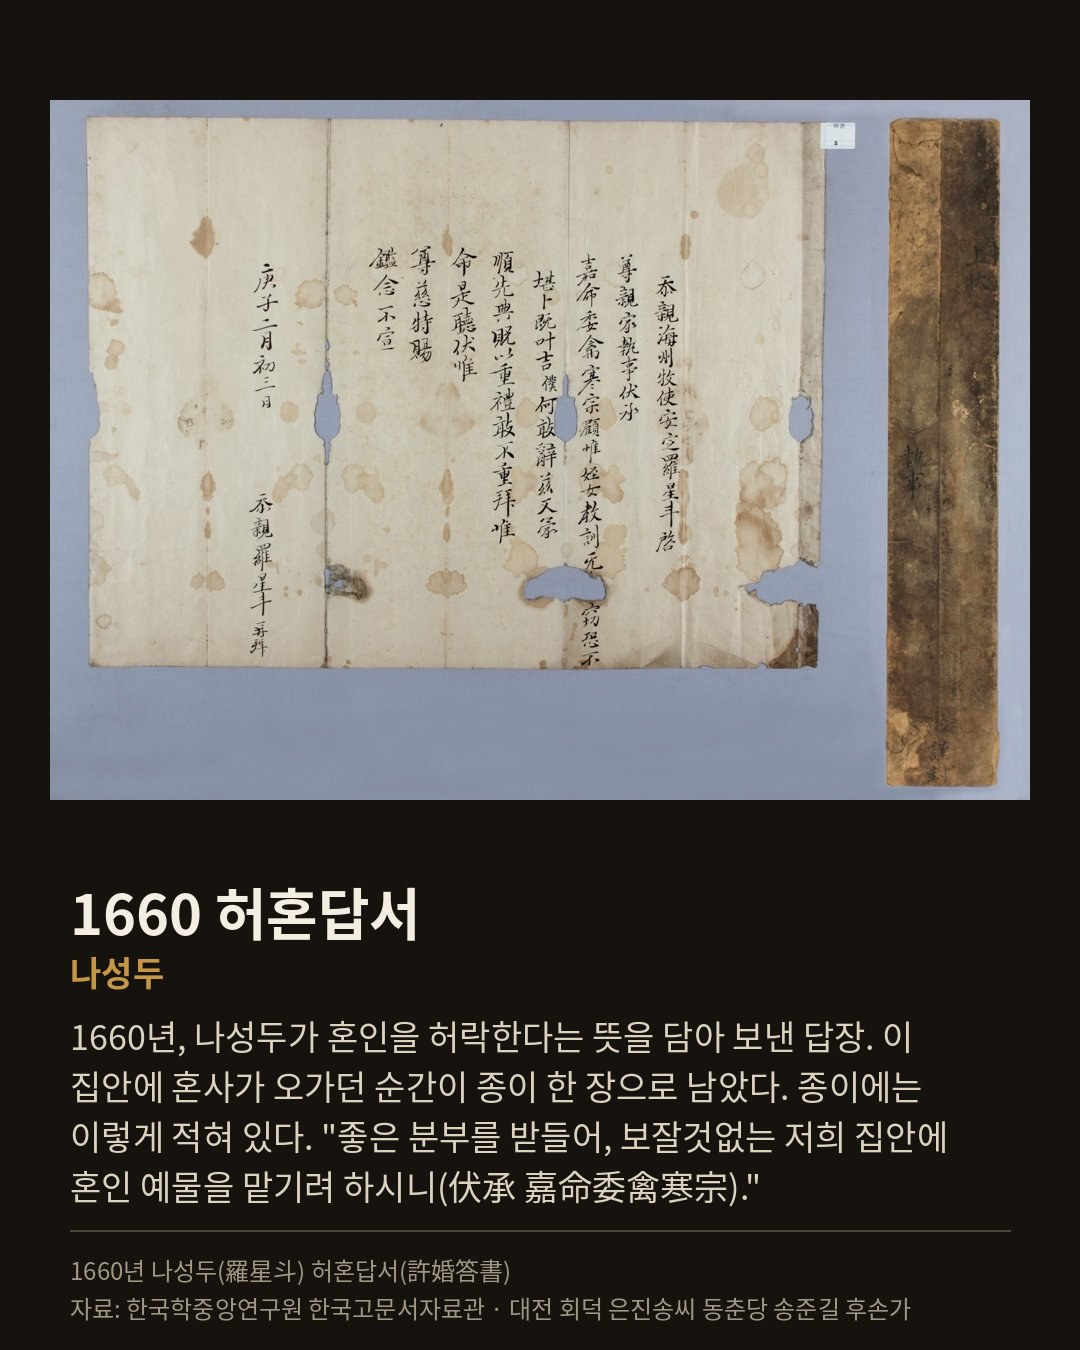 忝親海州牧使安定羅星斗啓
尊親家執事伏承
嘉命委禽寒宗顧惟姪女教訓无 窃恐不
堪卜旣叶吉僕何敢辭玆又蒙
順先典貺以重禮敢不重拜惟
命是聽伏惟
尊慈特賜
鑑念不宣
庚子二月初三日
忝親羅星斗再拜
上
執事
謹
1660 허혼답서
나성두
1660년, 나성두가 혼인을 허락한다는 뜻을 담아 보낸 답장. 이
집안에 혼사가 오가던 순간이 종이 한 장으로 남았다. 종이에는
이렇게 적혀 있다. "좋은 분부를 받들어, 보잘것없는 저희 집안에
혼인 예물을 맡기려 하시니(伏承 嘉命委禽寒宗)."
1660년 나성두(羅星斗) 허혼답서(許婚答書)
자료: 한국학중앙연구원 한국고문서자료관 · 대전 회덕 은진송씨 동춘당 송준길 후손가